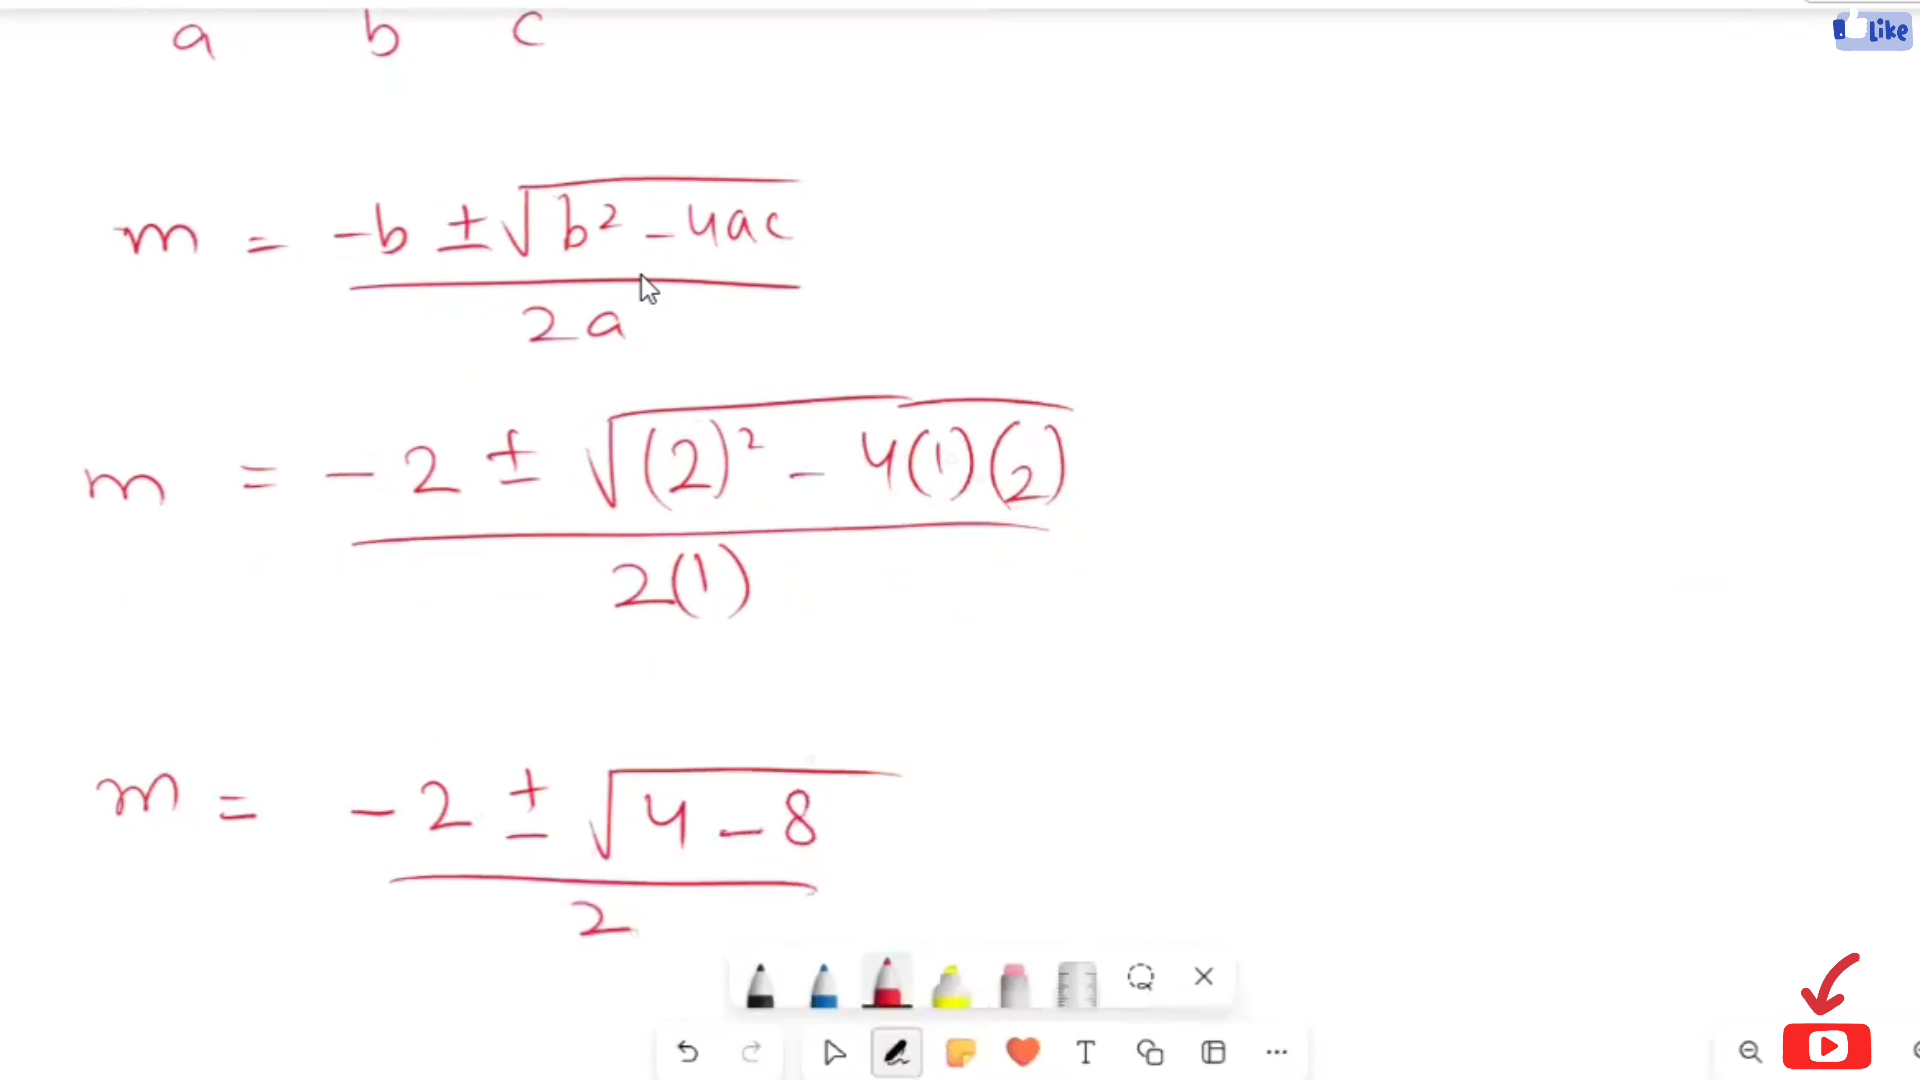 a b c
Like
m = -b ± √b² - 4ac
2a
m = -2 ± √(2)² - 4(1)(2)
2(1)
m = -2 ± √4 - 8
2
T